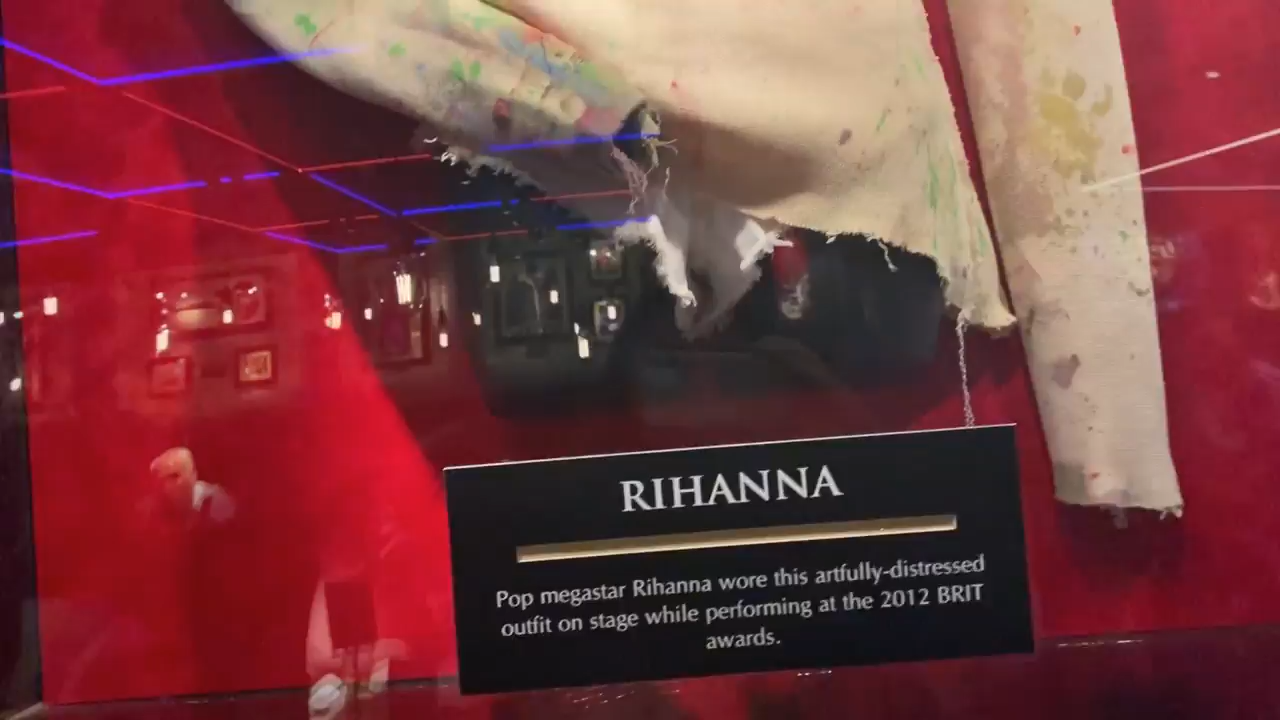 RIHANNA
Pop megastar Rihanna wore this artfully-distressed
outfit on stage while performing at the 2012 BRIT
awards.